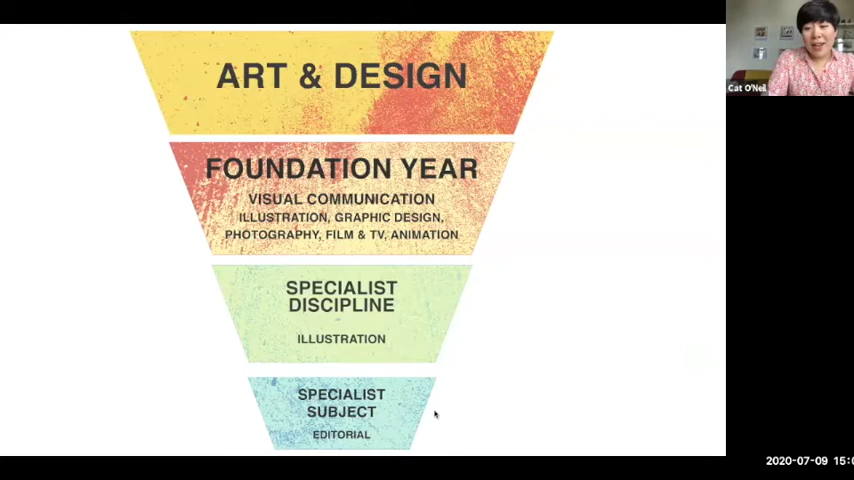 ART & DESIGN
FOUNDATION YEAR
VISUAL COMMUNICATION
ILLUSTRATION, GRAPHIC DESIGN,
PHOTOGRAPHY, FILM & TV, ANIMATION
SPECIALIST
DISCIPLINE
ILLUSTRATION
SPECIALIST
SUBJECT
EDITORIAL
Cat O'Neil
2020-07-09 15:0